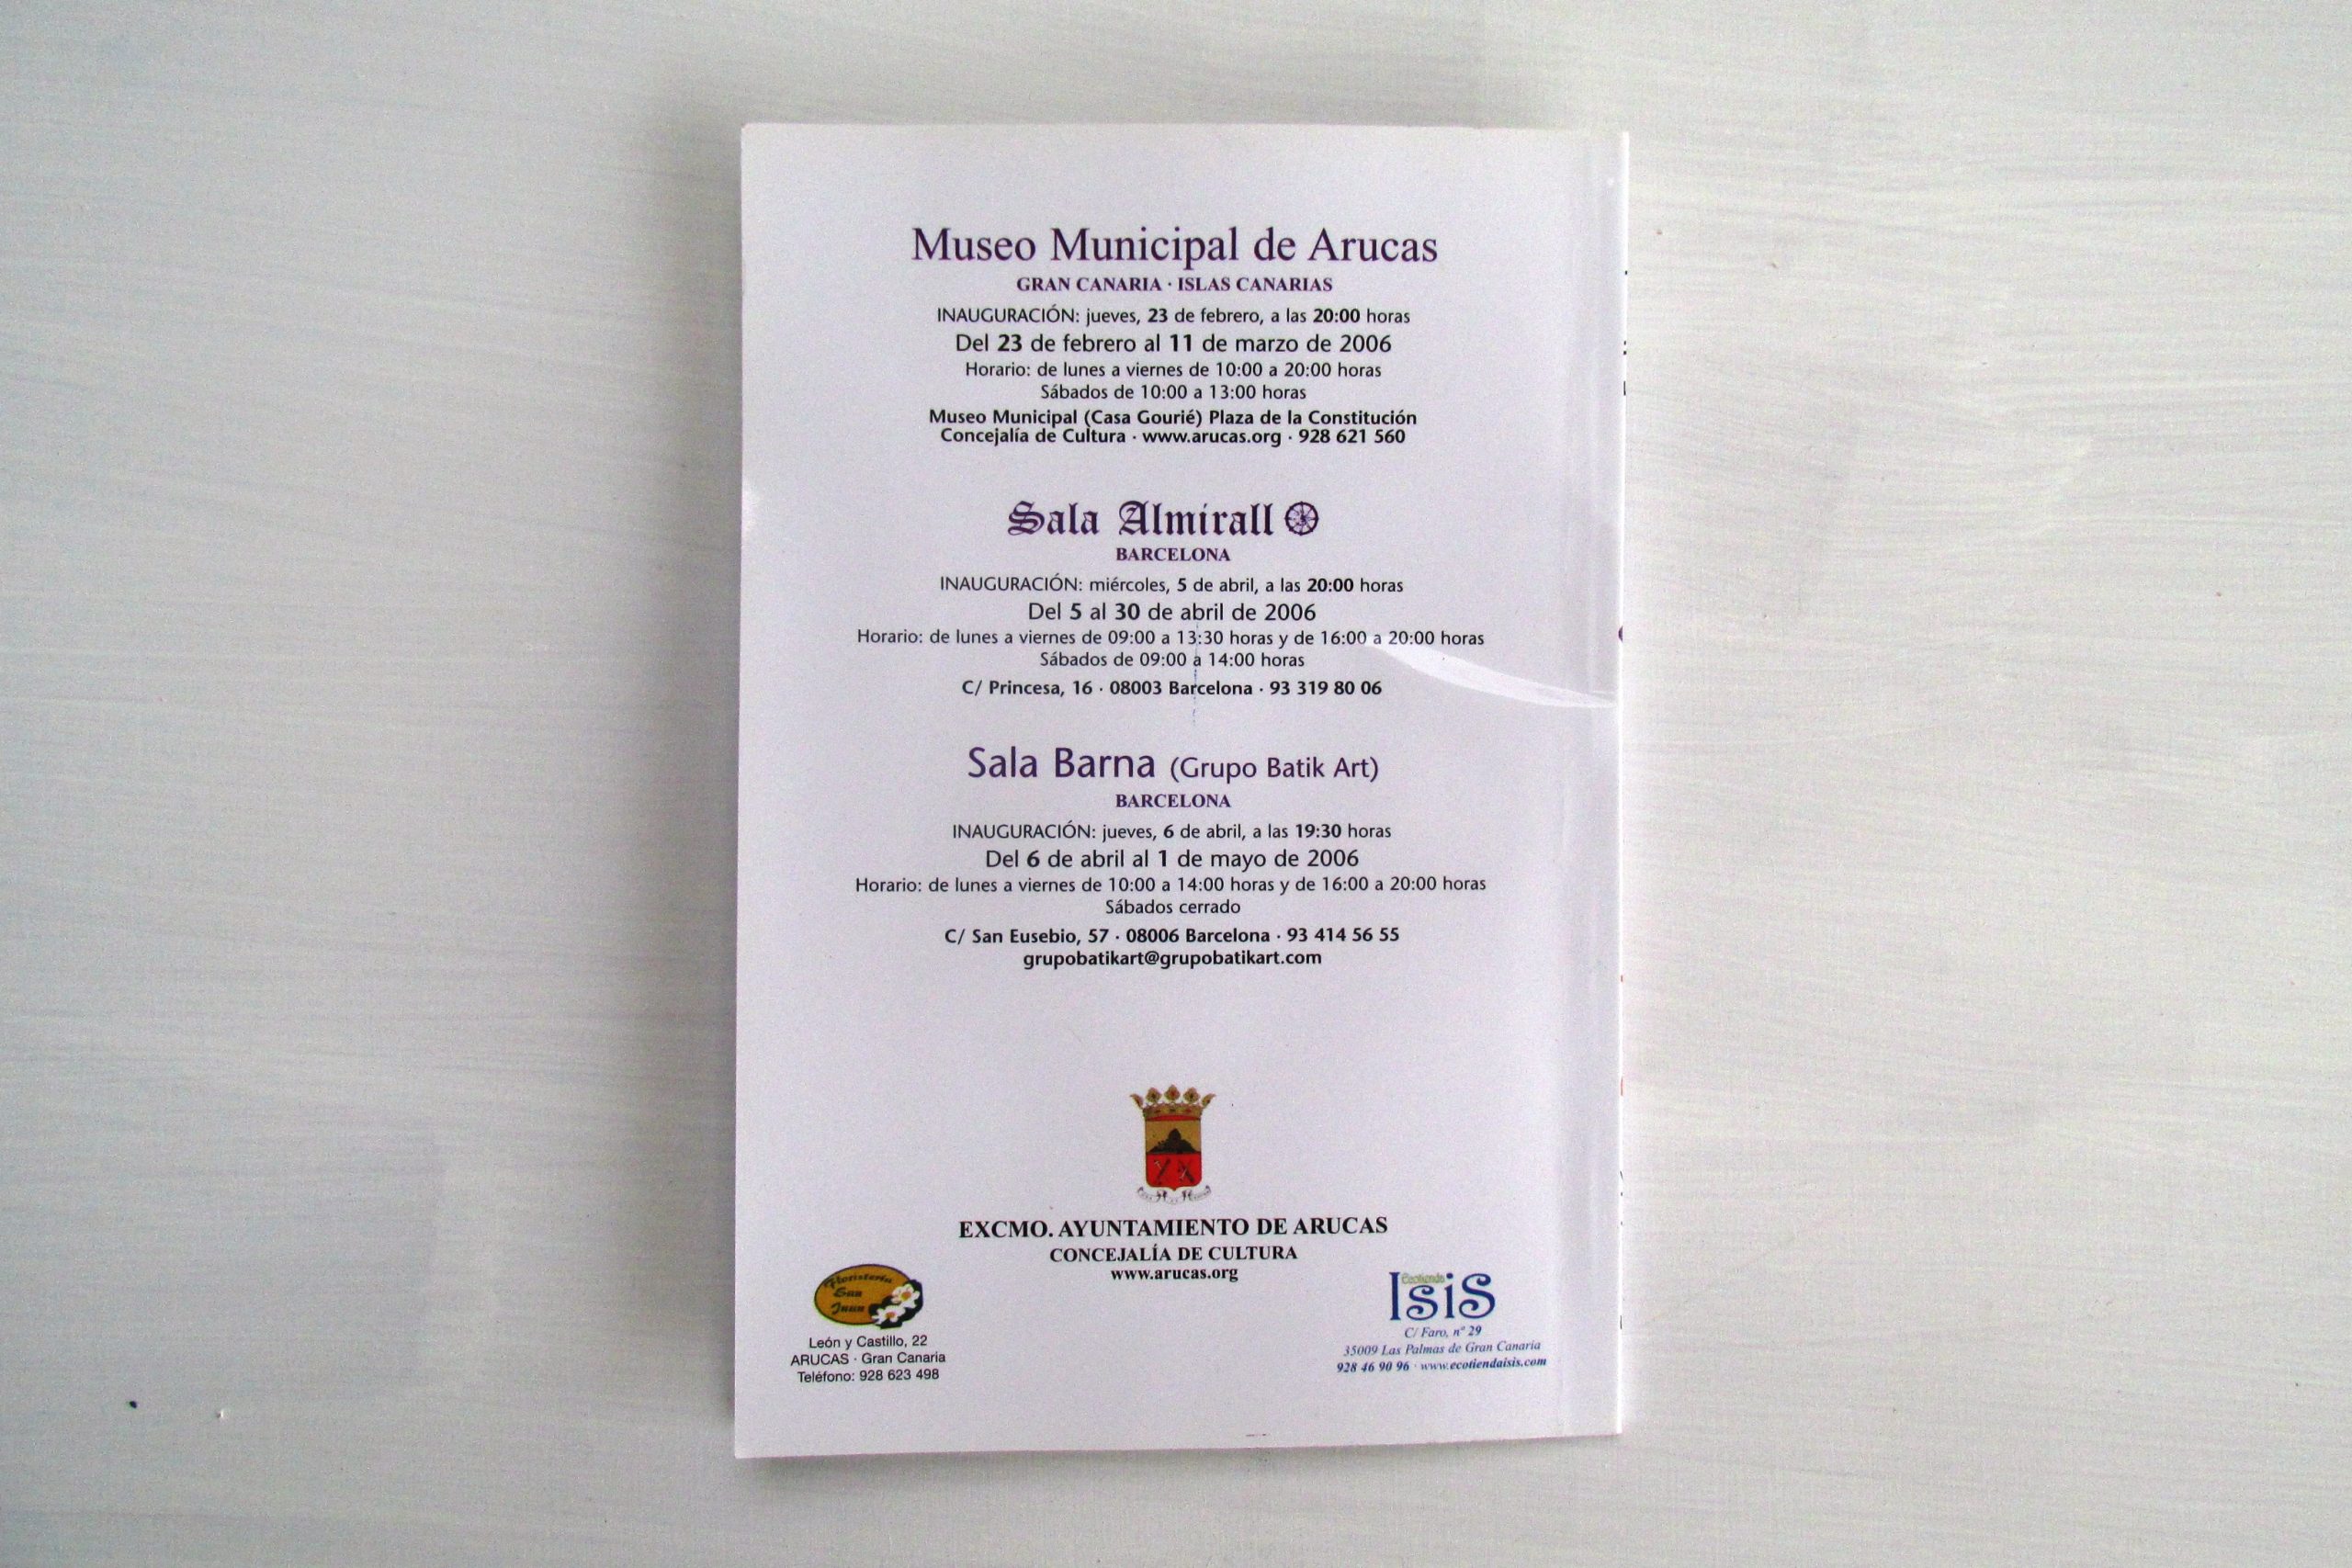 Museo Municipal de Arucas
GRAN CANARIA · ISLAS CANARIAS
INAUGURACIÓN: jueves, 23 de febrero, a las 20:00 horas
Del 23 de febrero al 11 de marzo de 2006
Horario: de lunes a viernes de 10:00 a 20:00 horas
Sábados de 10:00 a 13:00 horas
Museo Municipal (Casa Gourié) Plaza de la Constitución
Concejalía de Cultura · www.arucas.org · 928 621 560
Sala Almirall
BARCELONA
INAUGURACIÓN: miércoles, 5 de abril, a las 20:00 horas
Del 5 al 30 de abril de 2006
Horario: de lunes a viernes de 09:00 a 13:30 horas y de 16:00 a 20:00 horas
Sábados de 09:00 a 14:00 horas
C/ Princesa, 16 · 08003 Barcelona · 93 319 80 06
Sala Barna (Grupo Batik Art)
BARCELONA
INAUGURACIÓN: jueves, 6 de abril, a las 19:30 horas
Del 6 de abril al 1 de mayo de 2006
Horario: de lunes a viernes de 10:00 a 14:00 horas y de 16:00 a 20:00 horas
Sábados cerrado
C/ San Eusebio, 57 · 08006 Barcelona · 93 414 56 55
grupobatikart@grupobatikart.com
EXCMO. AYUNTAMIENTO DE ARUCAS
CONCEJALÍA DE CULTURA
www.arucas.org
Floristería
San
Juan
León y Castillo, 22
ARUCAS · Gran Canaria
Teléfono: 928 623 498
Ecotienda
Isis
C/ Faro, nº 29
35009 Las Palmas de Gran Canaria
928 46 90 96 · www.ecotiendaisis.com